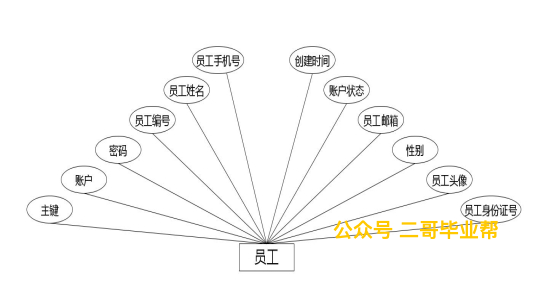 员工手机号
创建时间
员工姓名
账户状态
员工编号
员工邮箱
密码
性别
账户
员工头像
主键
员工身份证号
公众号 二哥毕业帮
员工